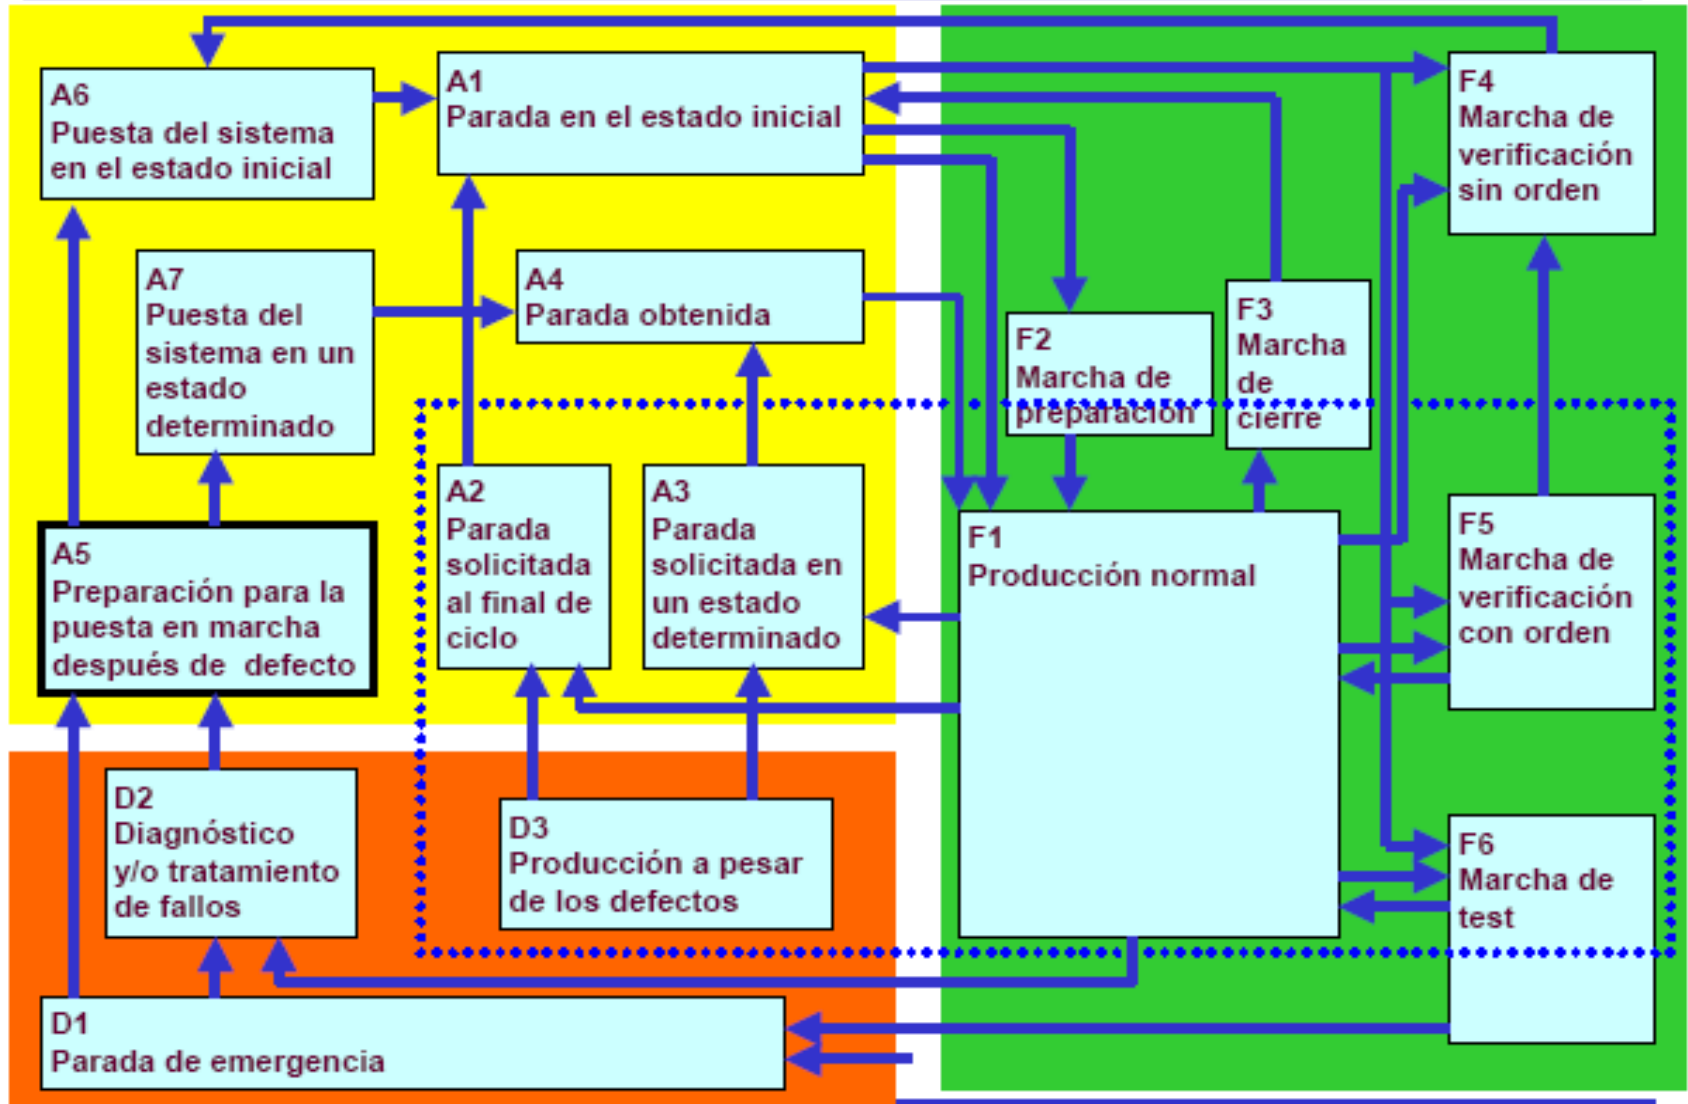 A6
Puesta del sistema
en el estado inicial
A1
Parada en el estado inicial
F4
Marcha de
verificación
sin orden
A7
Puesta del
sistema en un
estado
determinado
A4
Parada obtenida
F2
Marcha de
preparación
F3
Marcha
de
cierre
A5
Preparación para la
puesta en marcha
después de defecto
A2
Parada
solicitada
al final de
ciclo
A3
Parada
solicitada en
un estado
determinado
F1
Producción normal
F5
Marcha de
verificación
con orden
D2
Diagnóstico
y/o tratamiento
de fallos
D3
Producción a pesar
de los defectos
F6
Marcha de
test
D1
Parada de emergencia